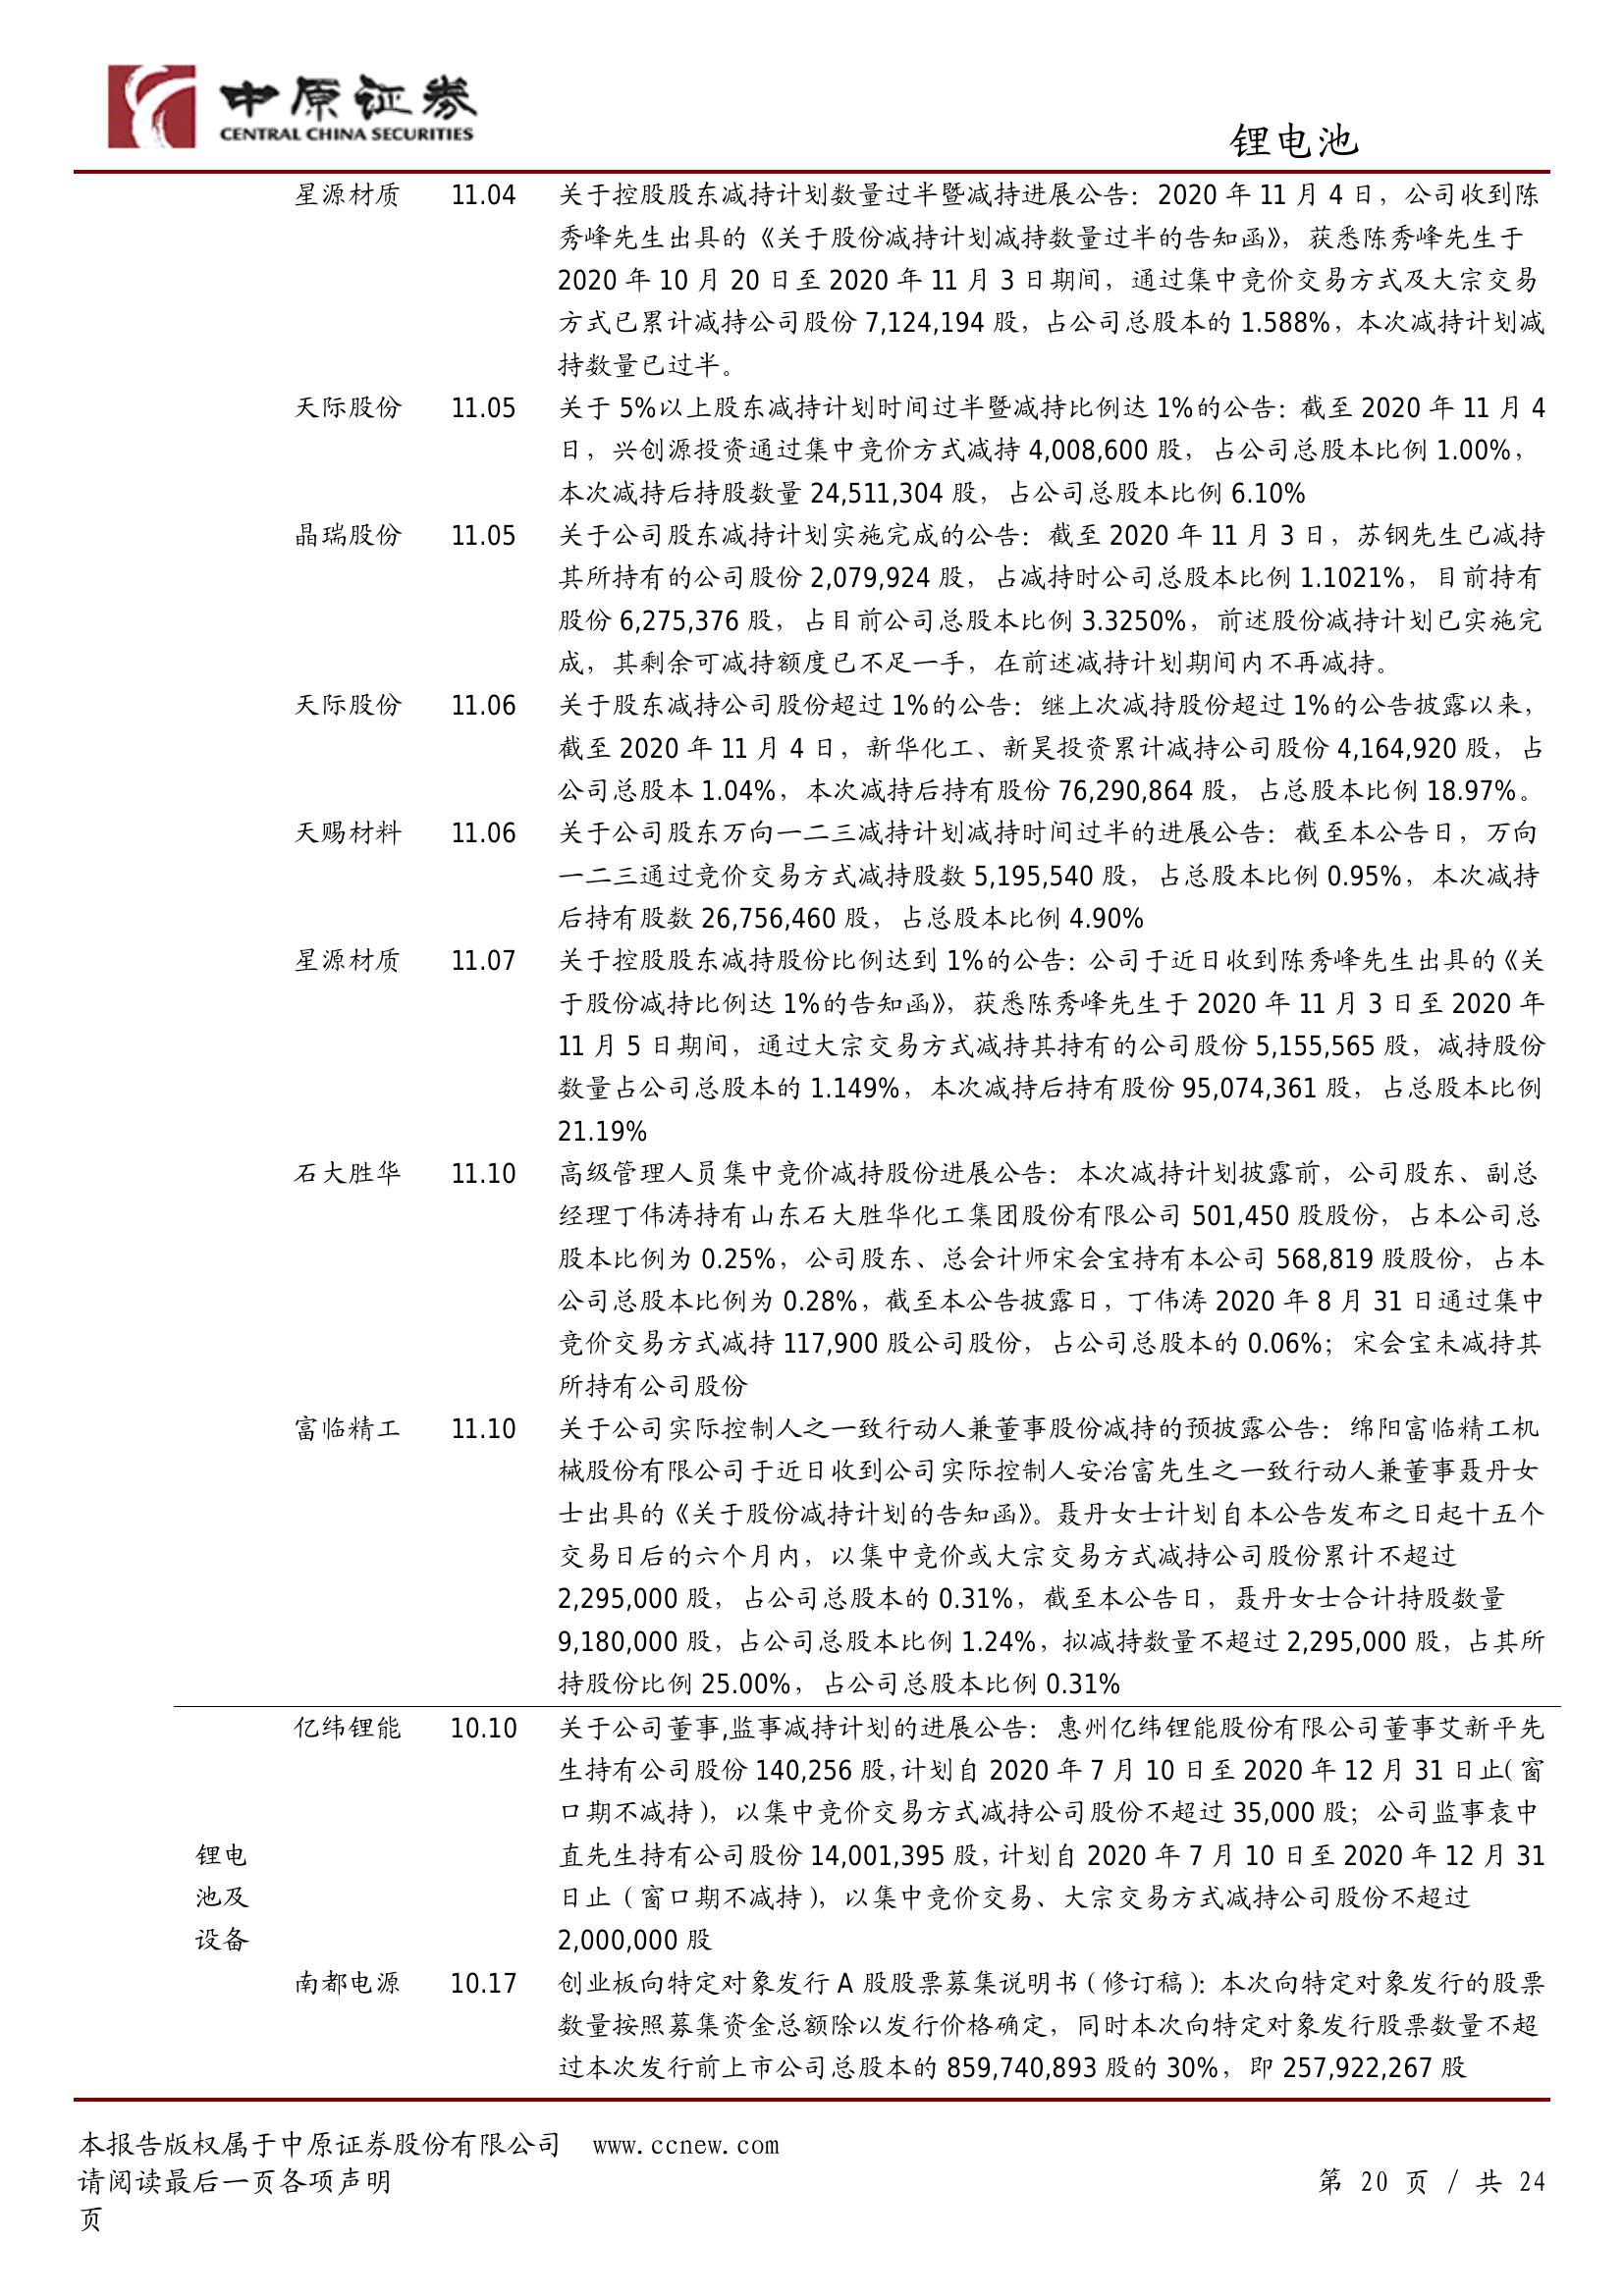 中原证券
CENTRAL CHINA SECURITIES
锂电池
星源材质 11.04 关于控股股东减持计划数量过半暨减持进展公告：2020 年 11 月 4 日，公司收到陈
秀峰先生出具的《关于股份减持计划减持数量过半的告知函》，获悉陈秀峰先生于
2020 年 10 月 20 日至 2020 年 11 月 3 日期间，通过集中竞价交易方式及大宗交易
方式已累计减持公司股份 7,124,194 股，占公司总股本的 1.588%，本次减持计划减
持数量已过半。
天际股份 11.05 关于 5%以上股东减持计划时间过半暨减持比例达 1%的公告：截至 2020 年 11 月 4
日，兴创源投资通过集中竞价方式减持 4,008,600 股，占公司总股本比例 1.00%，
本次减持后持股数量 24,511,304 股，占公司总股本比例 6.10%
晶瑞股份 11.05 关于公司股东减持计划实施完成的公告：截至 2020 年 11 月 3 日，苏钢先生已减持
其所持有的公司股份 2,079,924 股，占减持时公司总股本比例 1.1021%，目前持有
股份 6,275,376 股，占目前公司总股本比例 3.3250%，前述股份减持计划已实施完
成，其剩余可减持额度已不足一手，在前述减持计划期间内不再减持。
天际股份 11.06 关于股东减持公司股份超过 1%的公告：继上次减持股份超过 1%的公告披露以来，
截至 2020 年 11 月 4 日，新华化工、新昊投资累计减持公司股份 4,164,920 股，占
公司总股本 1.04%，本次减持后持有股份 76,290,864 股，占总股本比例 18.97%。
天赐材料 11.06 关于公司股东万向一二三减持计划减持时间过半的进展公告：截至本公告日，万向
一二三通过竞价交易方式减持股数 5,195,540 股，占总股本比例 0.95%，本次减持
后持有股数 26,756,460 股，占总股本比例 4.90%
星源材质 11.07 关于控股股东减持股份比例达到 1%的公告：公司于近日收到陈秀峰先生出具的《关
于股份减持比例达 1%的告知函》，获悉陈秀峰先生于 2020 年 11 月 3 日至 2020 年
11 月 5 日期间，通过大宗交易方式减持其持有的公司股份 5,155,565 股，减持股份
数量占公司总股本的 1.149%，本次减持后持有股份 95,074,361 股，占总股本比例
21.19%
石大胜华 11.10 高级管理人员集中竞价减持股份进展公告：本次减持计划披露前，公司股东、副总
经理丁伟涛持有山东石大胜华化工集团股份有限公司 501,450 股股份，占本公司总
股本比例为 0.25%，公司股东、总会计师宋会宝持有本公司 568,819 股股份，占本
公司总股本比例为 0.28%，截至本公告披露日，丁伟涛 2020 年 8 月 31 日通过集中
竞价交易方式减持 117,900 股公司股份，占公司总股本的 0.06%；宋会宝未减持其
所持有公司股份
富临精工 11.10 关于公司实际控制人之一致行动人兼董事股份减持的预披露公告：绵阳富临精工机
械股份有限公司于近日收到公司实际控制人安治富先生之一致行动人兼董事聂丹女
士出具的《关于股份减持计划的告知函》。聂丹女士计划自本公告发布之日起十五个
交易日后的六个月内，以集中竞价或大宗交易方式减持公司股份累计不超过
2,295,000 股，占公司总股本的 0.31%，截至本公告日，聂丹女士合计持股数量
9,180,000 股，占公司总股本比例 1.24%，拟减持数量不超过 2,295,000 股，占其所
持股份比例 25.00%，占公司总股本比例 0.31%
亿纬锂能 10.10 关于公司董事,监事减持计划的进展公告：惠州亿纬锂能股份有限公司董事艾新平先
生持有公司股份 140,256 股，计划自 2020 年 7 月 10 日至 2020 年 12 月 31 日止（窗
口期不减持），以集中竞价交易方式减持公司股份不超过 35,000 股；公司监事袁中
锂电 直先生持有公司股份 14,001,395 股，计划自 2020 年 7 月 10 日至 2020 年 12 月 31
池及 日止（窗口期不减持），以集中竞价交易、大宗交易方式减持公司股份不超过
设备 2,000,000 股
南都电源 10.17 创业板向特定对象发行 A 股股票募集说明书（修订稿）：本次向特定对象发行的股票
数量按照募集资金总额除以发行价格确定，同时本次向特定对象发行股票数量不超
过本次发行前上市公司总股本的 859,740,893 股的 30%，即 257,922,267 股
本报告版权属于中原证券股份有限公司 www.ccnew.com
请阅读最后一页各项声明 第 20 页 / 共 24
页